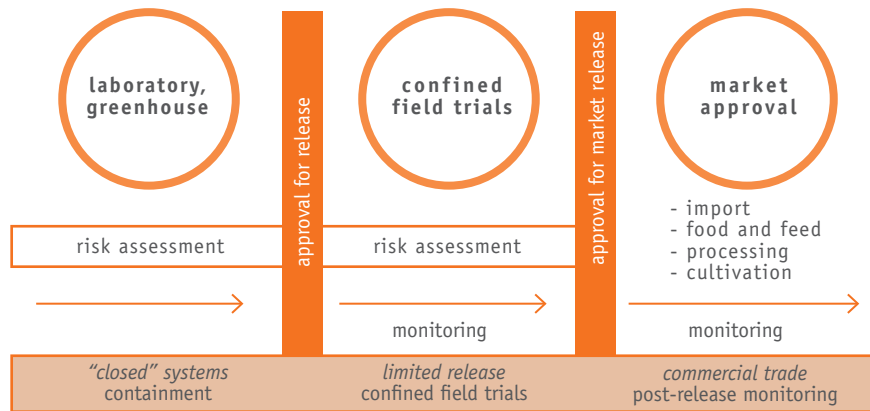 laboratory,
greenhouse
approval for release
confined
field trials
approval for market release
market
approval
- import
- food and feed
- processing
- cultivation
risk assessment
risk assessment
monitoring
monitoring
"closed" systems
containment
limited release
confined field trials
commercial trade
post-release monitoring